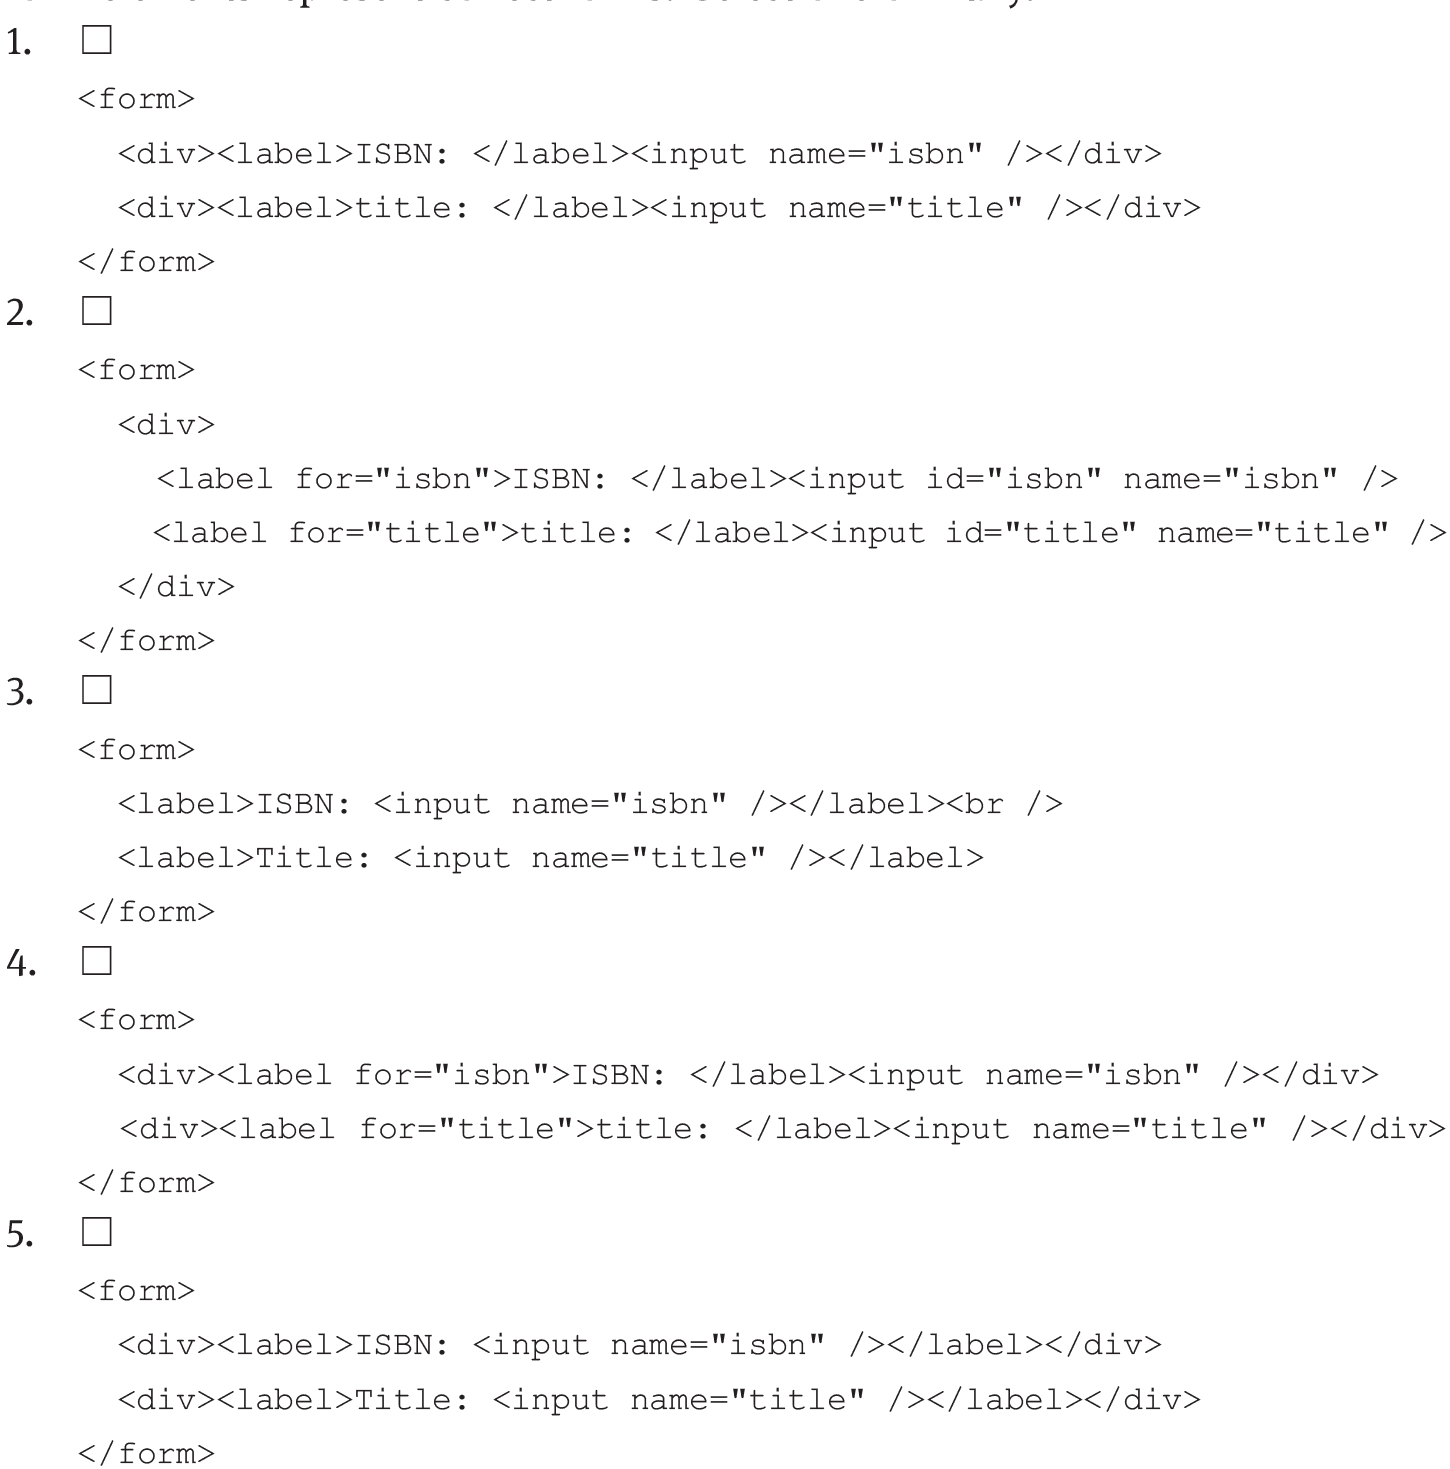 1. ☐
<form>
<div><label>ISBN: </label><input name="isbn" /></div>
<div><label>title: </label><input name="title" /></div>
</form>
2. ☐
<form>
<div>
<label for="isbn">ISBN: </label><input id="isbn" name="isbn" />
<label for="title">title: </label><input id="title" name="title" />
</div>
</form>
3. ☐
<form>
<label>ISBN: <input name="isbn" /></label><br />
<label>Title: <input name="title" /></label>
</form>
4. ☐
<form>
<div><label for="isbn">ISBN: </label><input name="isbn" /></div>
<div><label for="title">title: </label><input name="title" /></div>
</form>
5. ☐
<form>
<div><label>ISBN: <input name="isbn" /></label></div>
<div><label>Title: <input name="title" /></label></div>
</form>